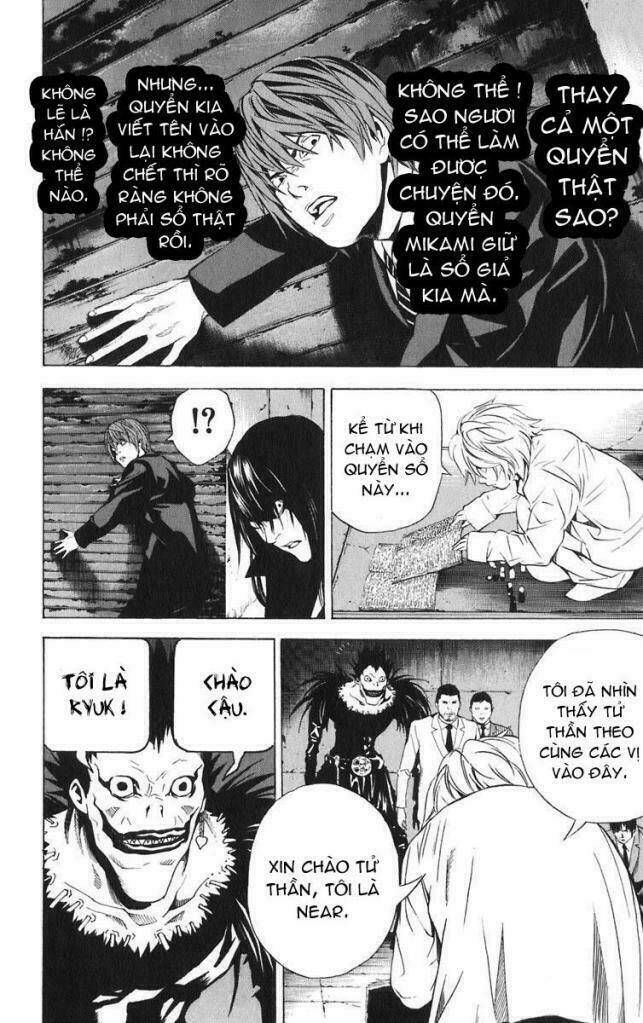 THAY
CẢ MỘT
QUYỂN
THẬT
SAO?
KHÔNG THỂ !
SAO NGƯƠI
CÓ THỂ LÀM
ĐƯƠC
CHUYỆN ĐÓ.
QUYỂN
MIKAMI GIỮ
LÀ SỔ GIẢ
KIA MÀ.
NHƯNG...
QUYỂN KIA
VIẾT TÊN VÀO
LẠI KHÔNG
CHẾT THÌ RÕ
RÀNG KHÔNG
PHẢI SỔ THẬT
RỒI.
KHÔNG
LẼ LÀ
HẮN !?
KHÔNG
THỂ
NÀO.
KỂ TỪ KHI
CHẠM VÀO
QUYỂN SỔ
NÀY...
!?
TÔI ĐÃ NHÌN
THẤY TỬ
THẦN THEO
CÙNG CÁC VỊ
VÀO ĐÂY.
XIN CHÀO TỬ
THẦN, TÔI LÀ
NEAR.
CHÀO
CẬU.
TÔI LÀ
RYUK !